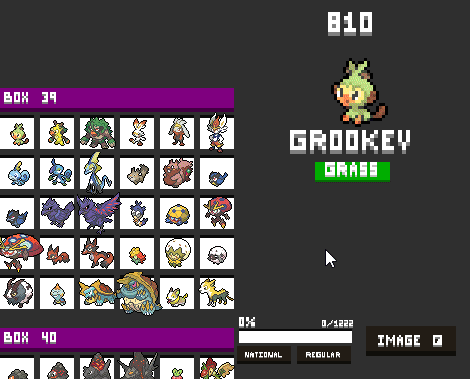 810
BOX 39
GROOKEY
GRASS
0%
0/1222
NATIONAL
REGULAR
IMAGE 0
BOX 40